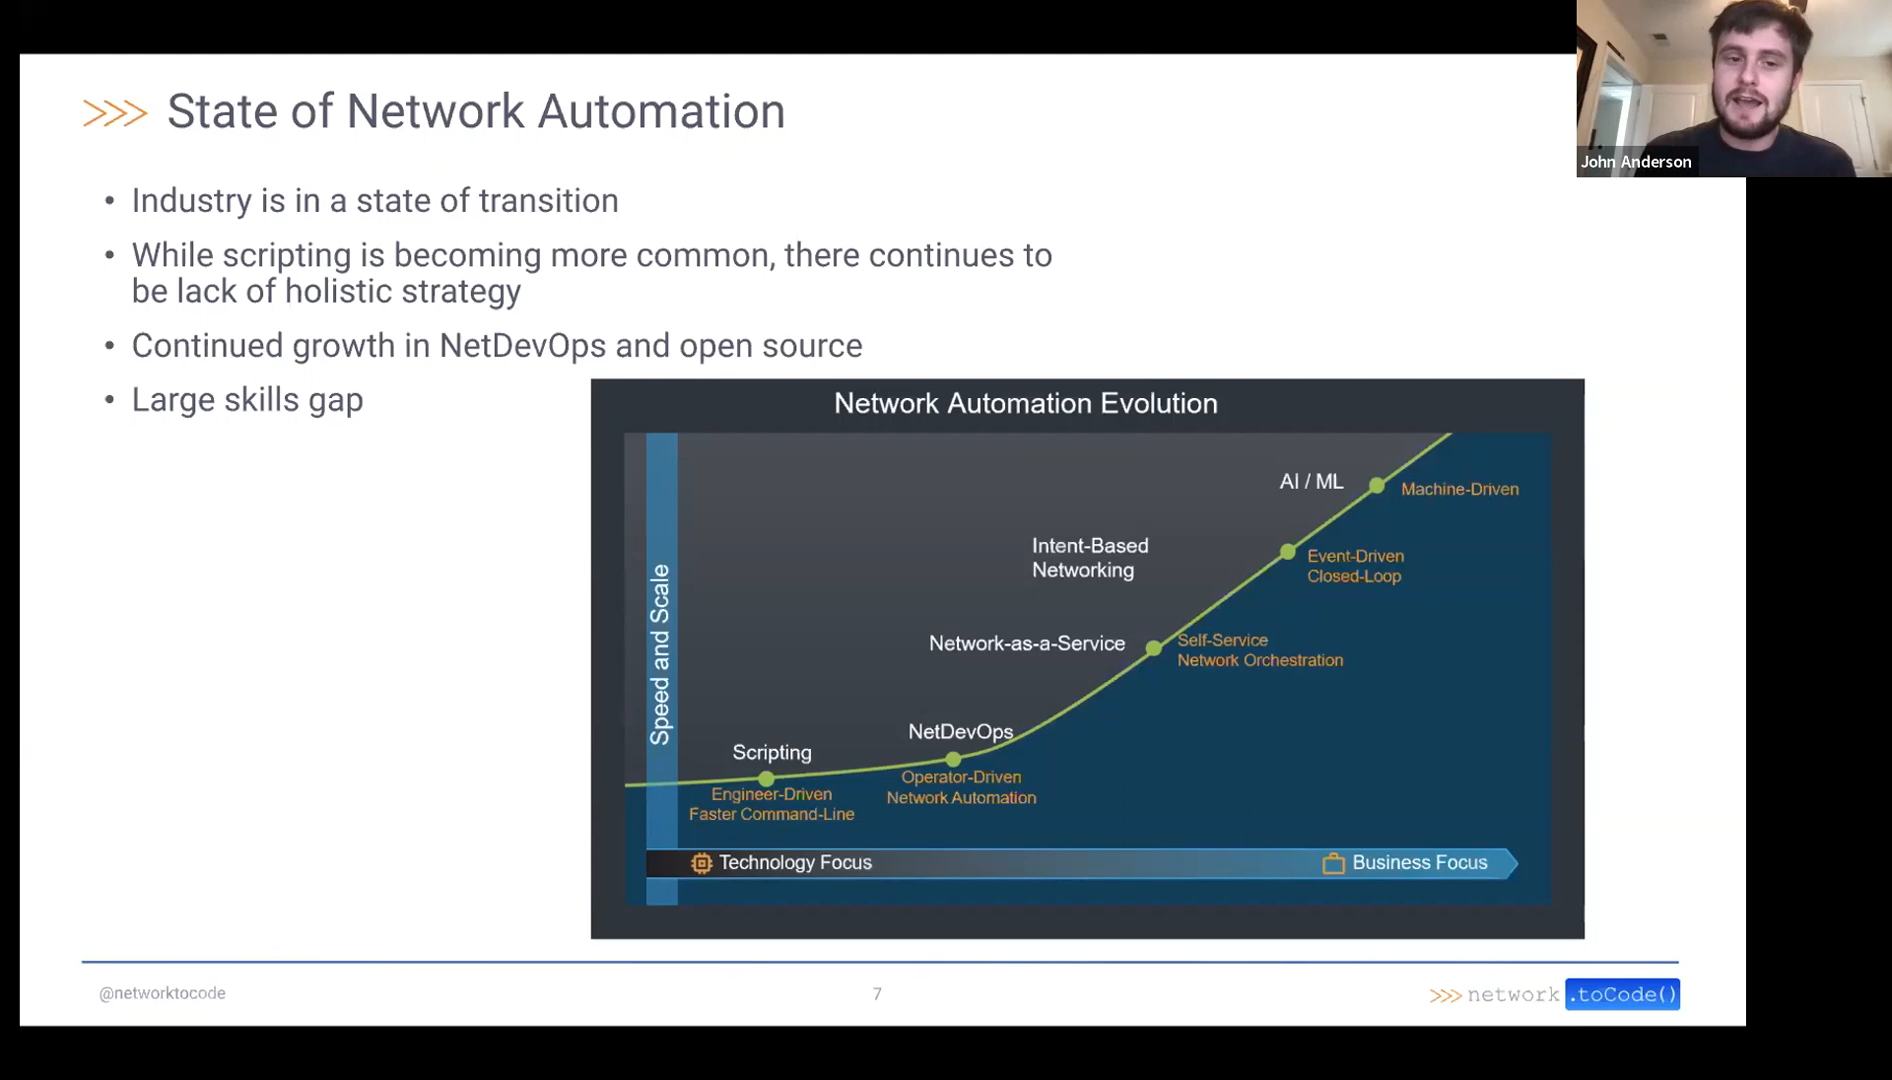 >>> State of Network Automation
John Anderson
• Industry is in a state of transition
• While scripting is becoming more common, there continues to
be lack of holistic strategy
• Continued growth in NetDevOps and open source
• Large skills gap
Network Automation Evolution
Speed and Scale
AI / ML
Machine-Driven
Intent-Based
Networking
Event-Driven
Closed-Loop
Network-as-a-Service
Self-Service
Network Orchestration
NetDevOps
Operator-Driven
Network Automation
Scripting
Engineer-Driven
Faster Command-Line
Technology Focus
Business Focus
@networktocode
7
>>> network .toCode()